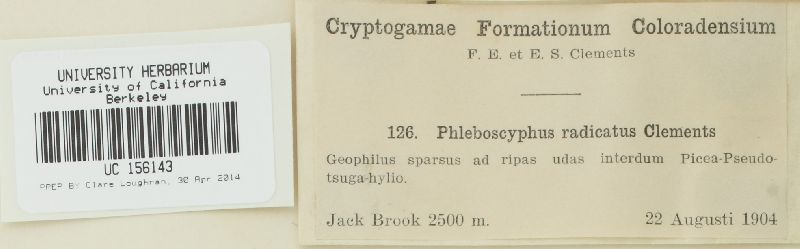 UNIVERSITY HERBARIUM
University of California
Berkeley
UC 156143
PREP BY Clare Loughran, 30 Apr 2014
Cryptogamae Formationum Coloradensium
F. E. et E. S. Clements
126. Phleboscyphus radicatus Clements
Geophilus sparsus ad ripas udas interdum Picea-Pseudo-
tsuga-hylio.
Jack Brook 2500 m. 22 Augusti 1904